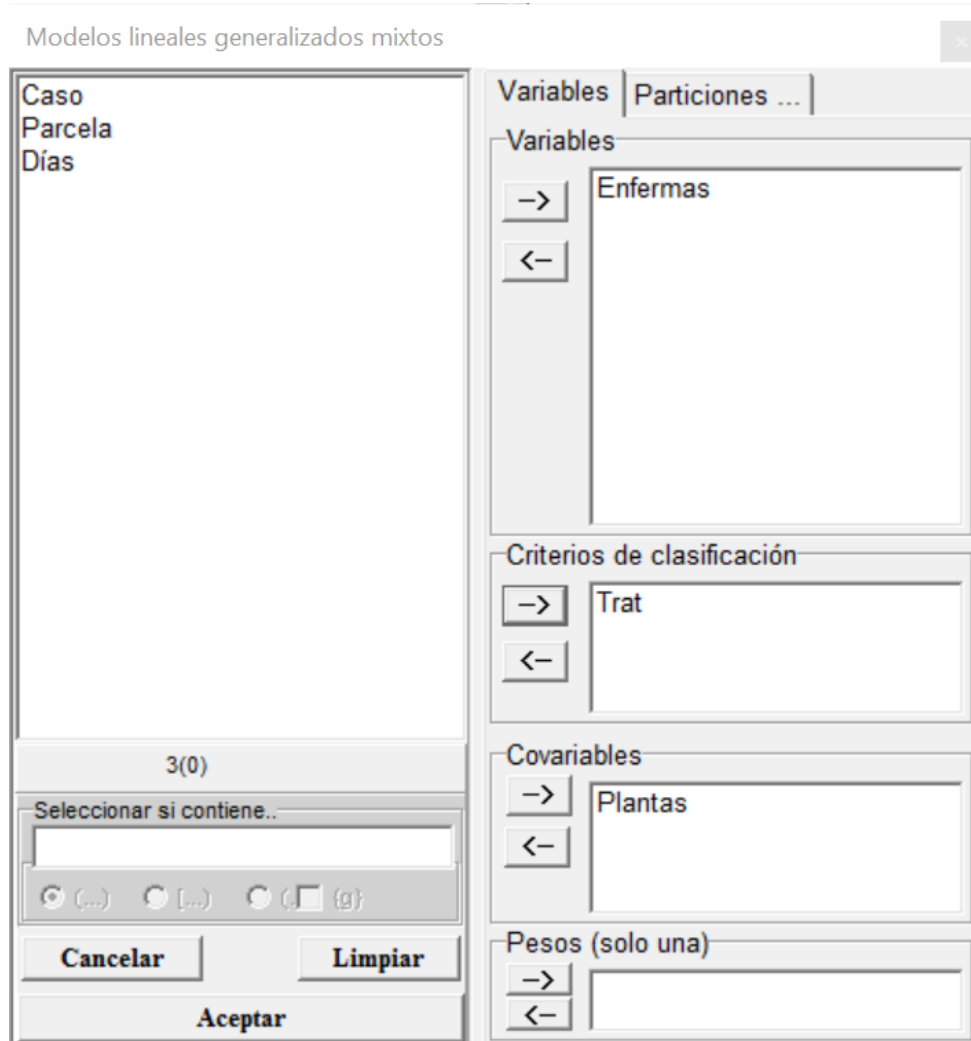 Modelos lineales generalizados mixtos
×
Caso
Parcela
Días
3(0)
Seleccionar si contiene..
(...) [...) (. {g}
Cancelar Limpiar
Aceptar
Variables Particiones ...
Variables
-> 
<-
Enfermas
Criterios de clasificación
->
<-
Trat
Covariables
->
<-
Plantas
Pesos (solo una)
->
<-